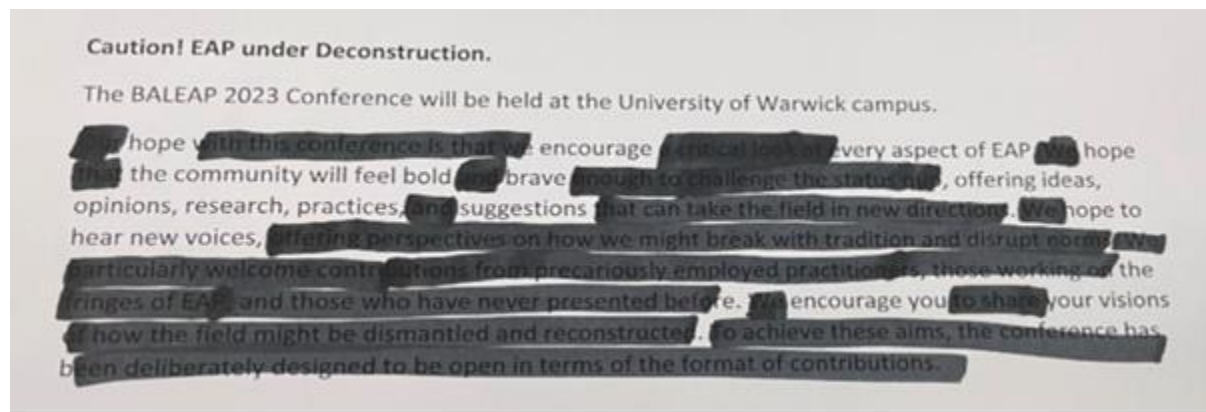 Caution! EAP under Deconstruction.
The BALEAP 2023 Conference will be held at the University of Warwick campus.
Our hope with this conference is that we encourage a critical look at every aspect of EAP. We hope
that the community will feel bold and brave enough to challenge the status quo, offering ideas,
opinions, research, practices, and suggestions that can take the field in new directions. We hope to
hear new voices, offering perspectives on how we might break with tradition and disrupt norms. We
particularly welcome contributions from precariously employed practitioners, those working on the
fringes of EAP, and those who have never presented before. We encourage you to share your visions
of how the field might be dismantled and reconstructed. To achieve these aims, the conference has
been deliberately designed to be open in terms of the format of contributions.